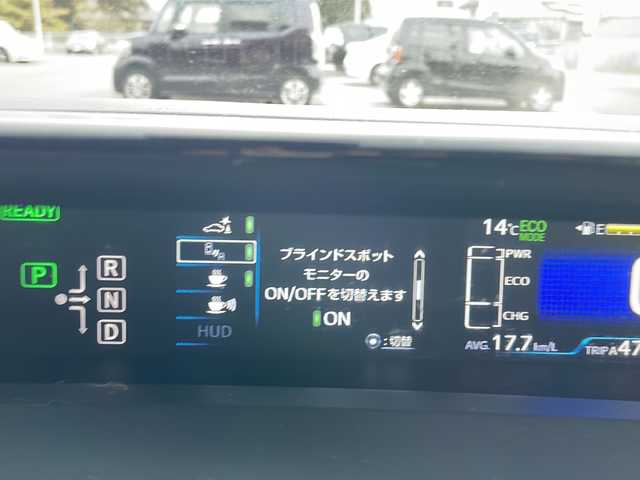 READY
P
R
N
D
HUD
ブラインドスポット
モニターの
ON/OFFを切替えます
ON
:切替
14℃
ECO
MODE
E
PWR
ECO
CHG
AVG. 17.7 km/L
TRIP A 47